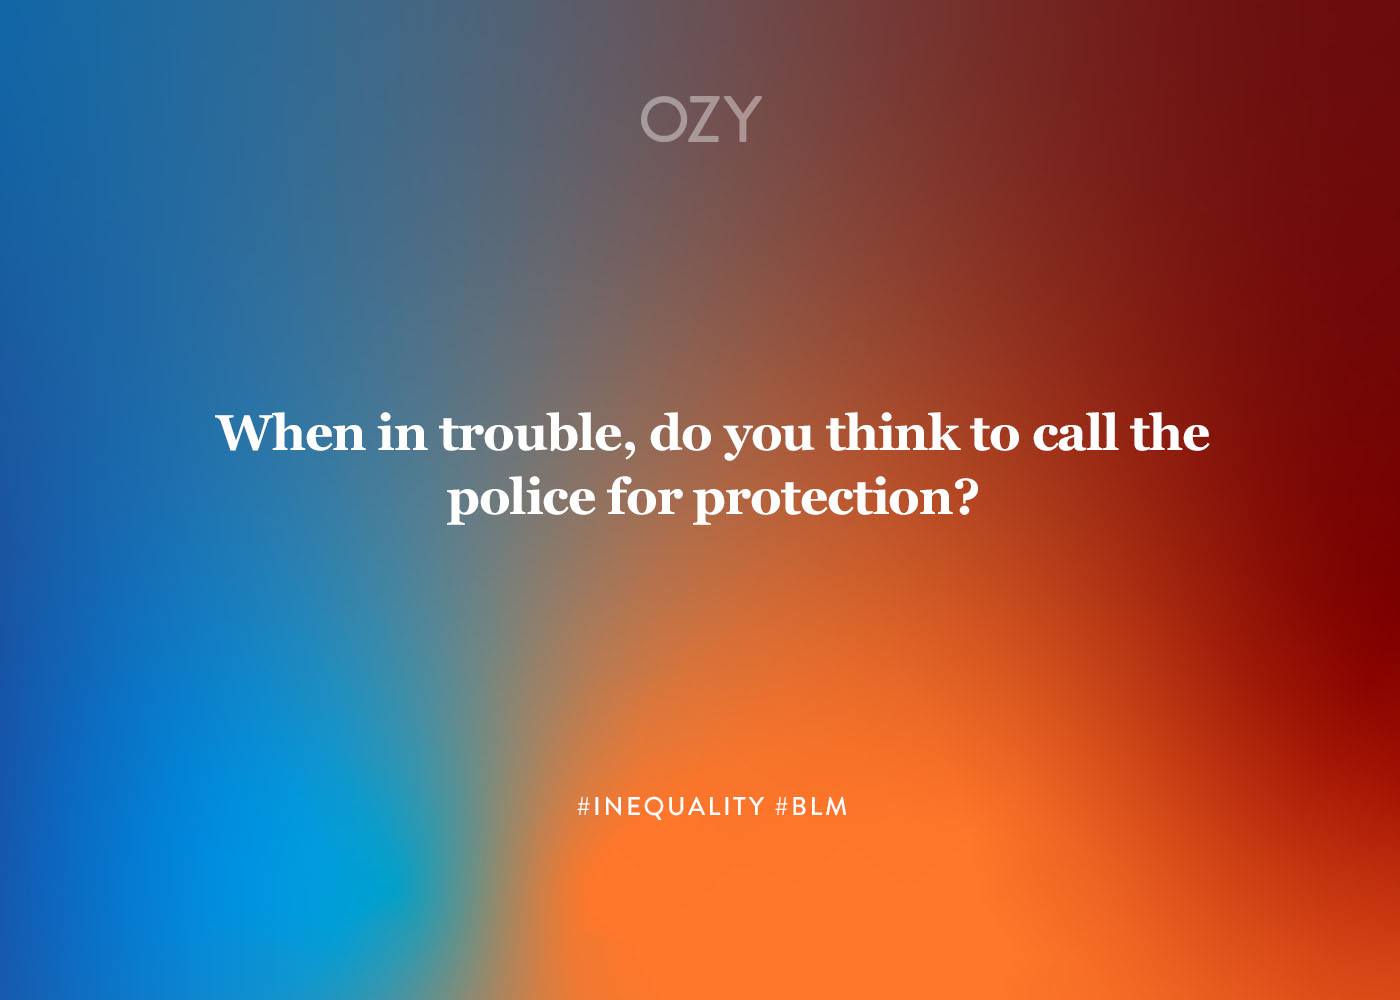 OZY
When in trouble, do you think to call the
police for protection?
#INEQUALITY #BLM